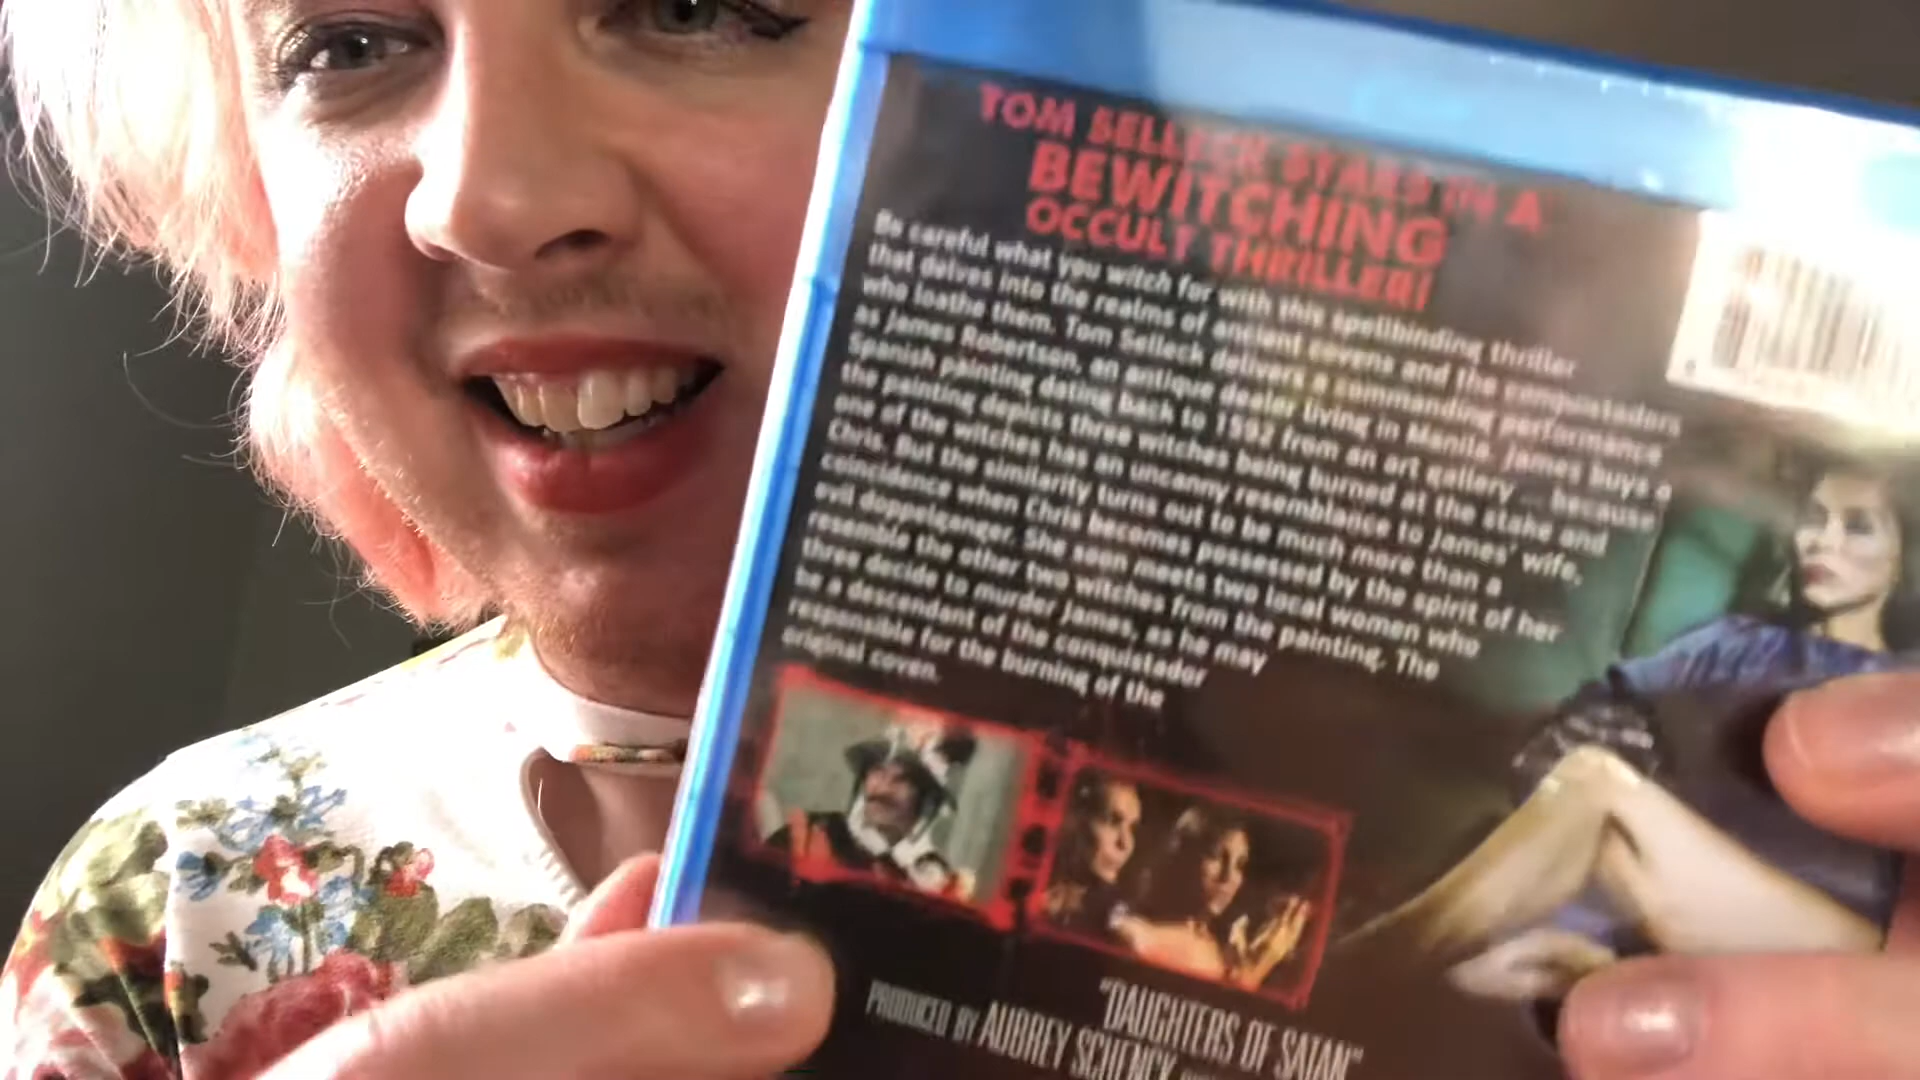 TOM SELLECK STARS IN A
BEWITCHING
OCCULT THRILLER!
Be careful what you witch for with this spellbinding thriller
that delves into the realms of ancient covens and the conquistadors
who loathe them. Tom Selleck delivers a commanding performance
as James Robertson, an antique dealer living in Manila. James buys a
Spanish painting dating back to 1592 from an art gallery ... because
the painting depicts three witches being burned at the stake and
one of the witches has an uncanny resemblance to James' wife,
Chris. But the similarity turns out to be much more than a
coincidence when Chris becomes possessed by the spirit of her
evil doppelganger. She soon meets two local women who
resemble the other two witches from the painting. The
three decide to murder James, as he may
be a descendant of the conquistador
responsible for the burning of the
original coven.
"DAUGHTERS OF SATAN"
PRODUCED BY AUBREY SCHENCK